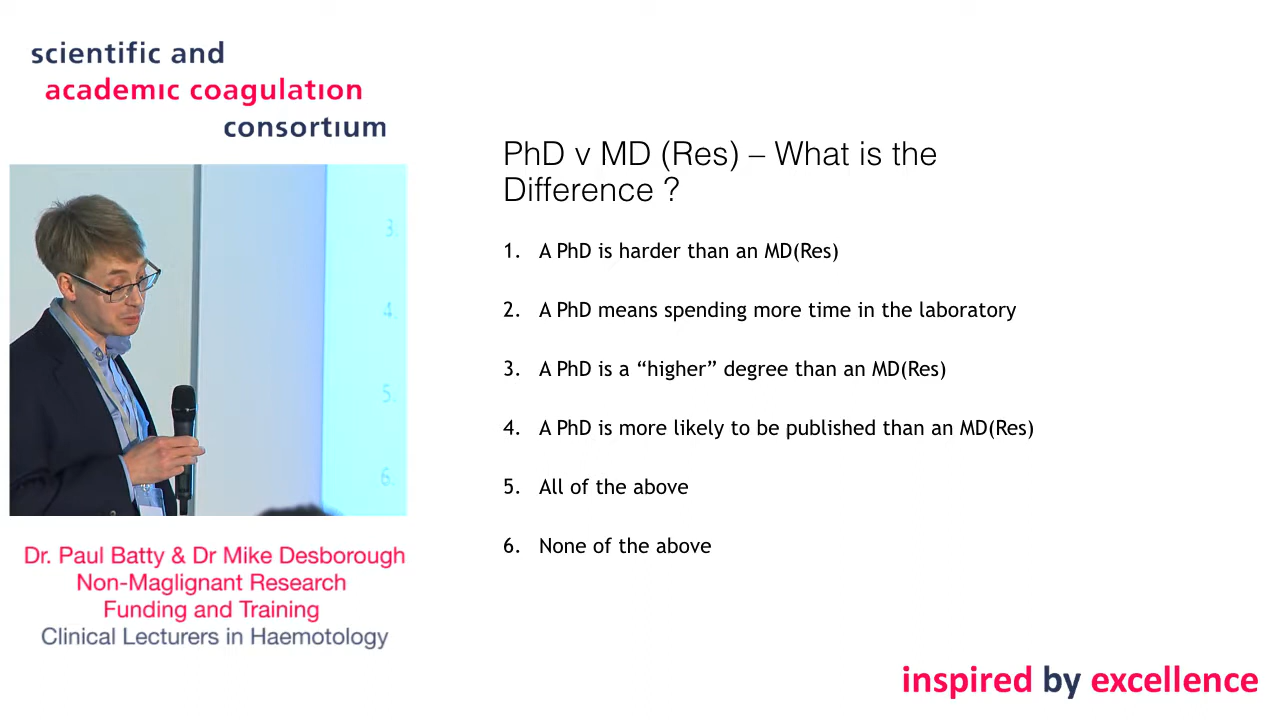 scientific and
academic coagulation
consortium
PhD v MD (Res) – What is the
Difference ?
1. A PhD is harder than an MD(Res)
2. A PhD means spending more time in the laboratory
3. A PhD is a “higher” degree than an MD(Res)
4. A PhD is more likely to be published than an MD(Res)
5. All of the above
6. None of the above
3.
4.
5.
6.
Dr. Paul Batty & Dr Mike Desborough
Non-Maglignant Research
Funding and Training
Clinical Lecturers in Haemotology
inspired by excellence